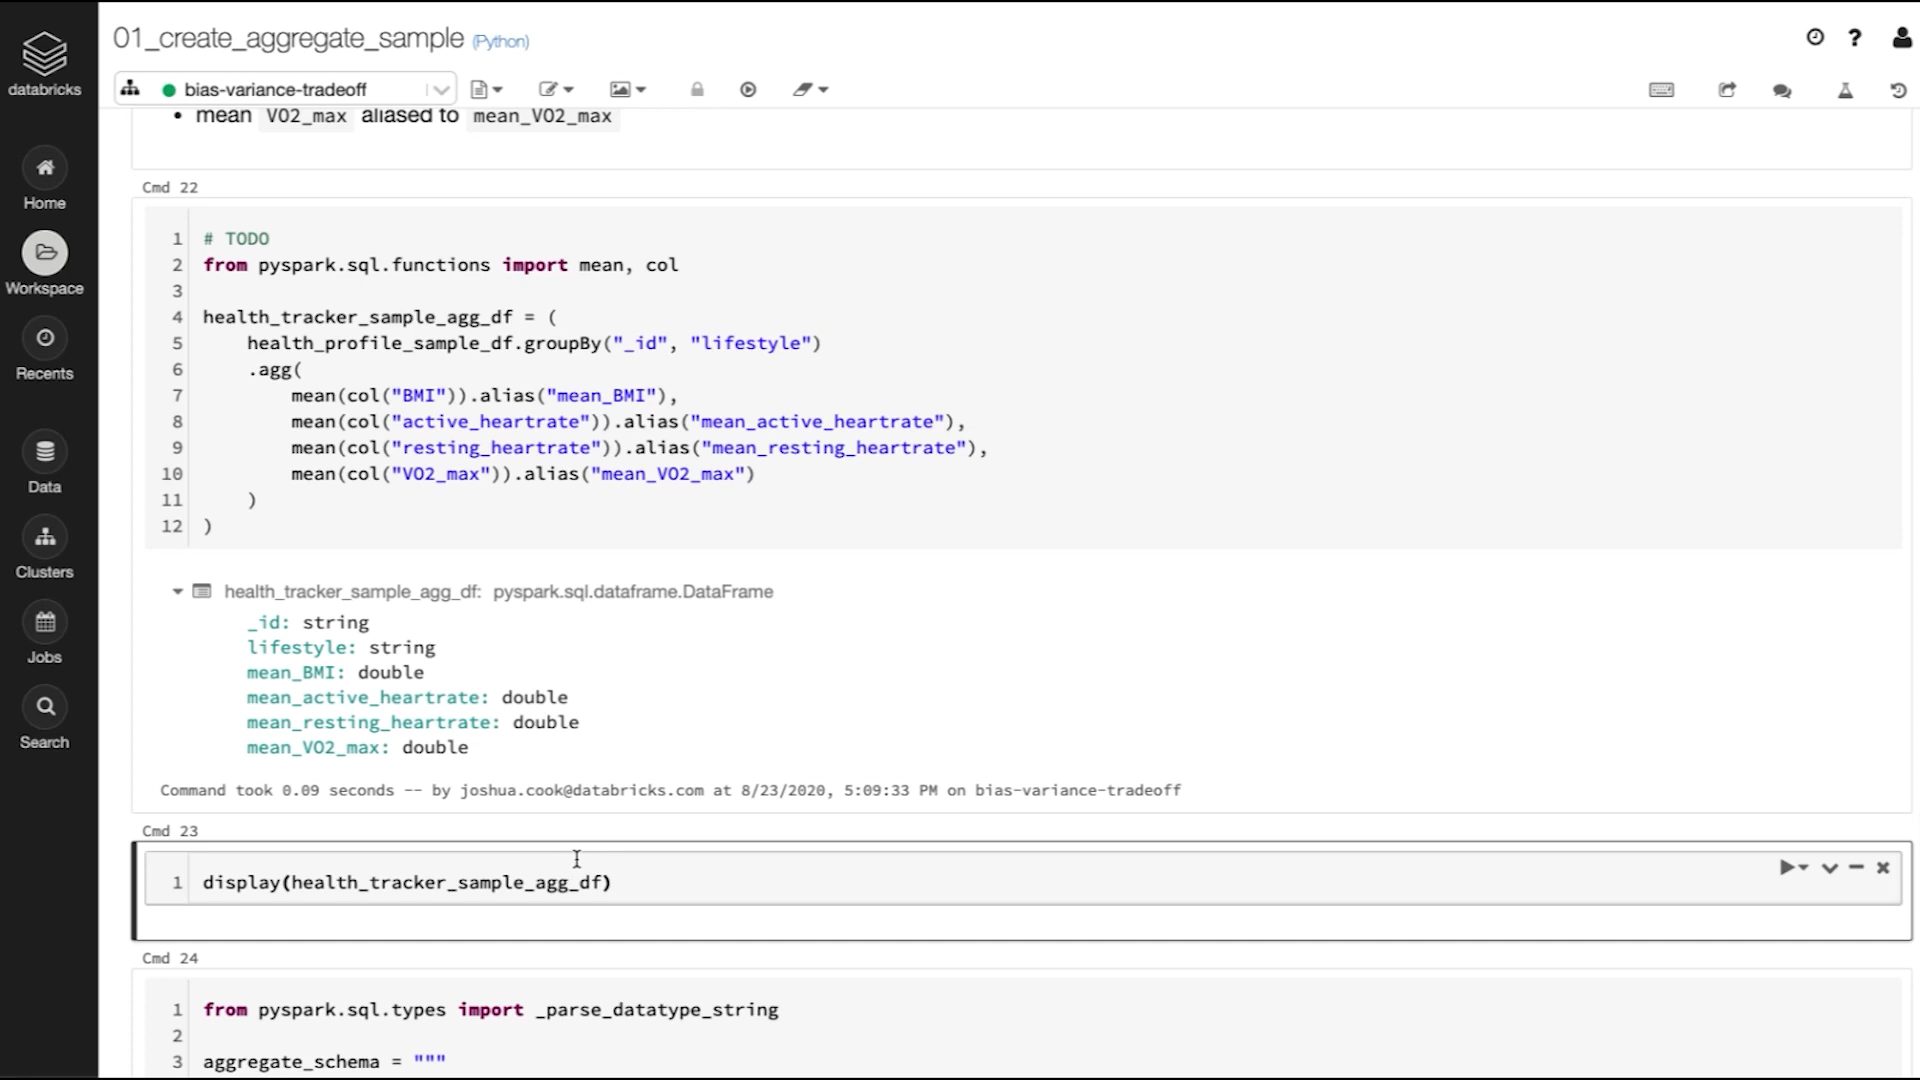 databricks
Home
Workspace
Recents
Data
Clusters
Jobs
Search
01_create_aggregate_sample (Python)
bias-variance-tradeoff
• mean VO2_max aliased to mean_VO2_max
Cmd 22
1 # TODO
2 from pyspark.sql.functions import mean, col
3
4 health_tracker_sample_agg_df = (
5     health_profile_sample_df.groupBy("_id", "lifestyle")
6     .agg(
7         mean(col("BMI")).alias("mean_BMI"),
8         mean(col("active_heartrate")).alias("mean_active_heartrate"),
9         mean(col("resting_heartrate")).alias("mean_resting_heartrate"),
10         mean(col("VO2_max")).alias("mean_VO2_max")
11     )
12 )
health_tracker_sample_agg_df: pyspark.sql.dataframe.DataFrame
_id: string
lifestyle: string
mean_BMI: double
mean_active_heartrate: double
mean_resting_heartrate: double
mean_VO2_max: double
Command took 0.09 seconds -- by joshua.cook@databricks.com at 8/23/2020, 5:09:33 PM on bias-variance-tradeoff
Cmd 23
1 display(health_tracker_sample_agg_df)
Cmd 24
1 from pyspark.sql.types import _parse_datatype_string
2
3 aggregate_schema = """